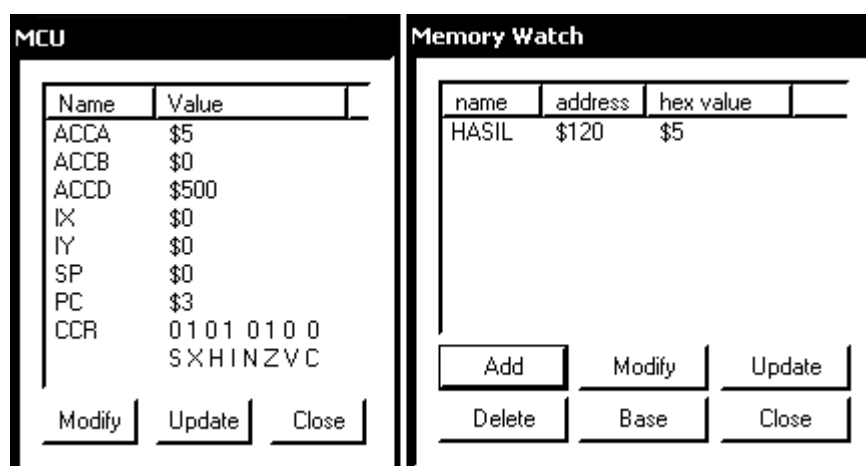 MCU
Name Value
ACCA $5
ACCB $0
ACCD $500
IX $0
IY $0
SP $0
PC $3
CCR 0 1 0 1 0 1 0 0
S X H I N Z V C
Modify Update Close
Memory Watch
name address hex value
HASIL $120 $5
Add Modify Update
Delete Base Close